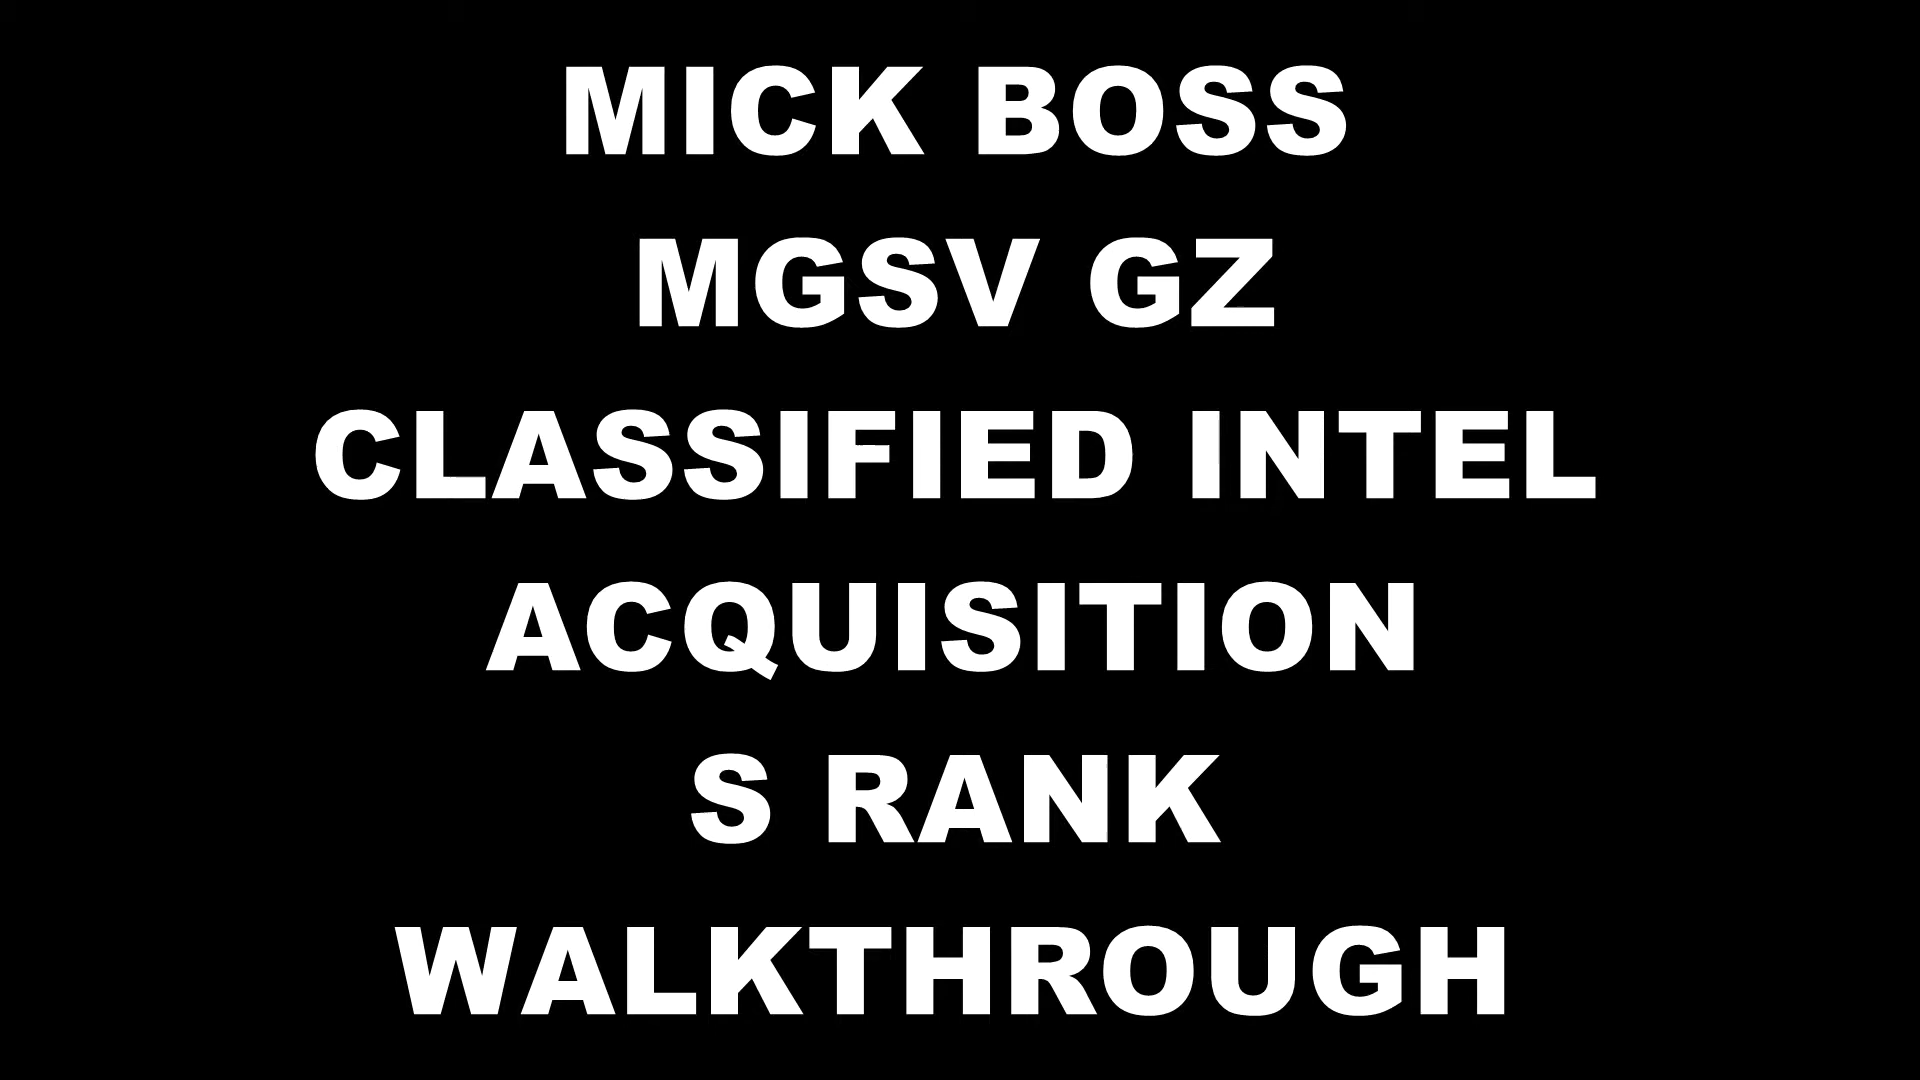 MICK BOSS
MGSV GZ
CLASSIFIED INTEL
ACQUISITION
S RANK
WALKTHROUGH